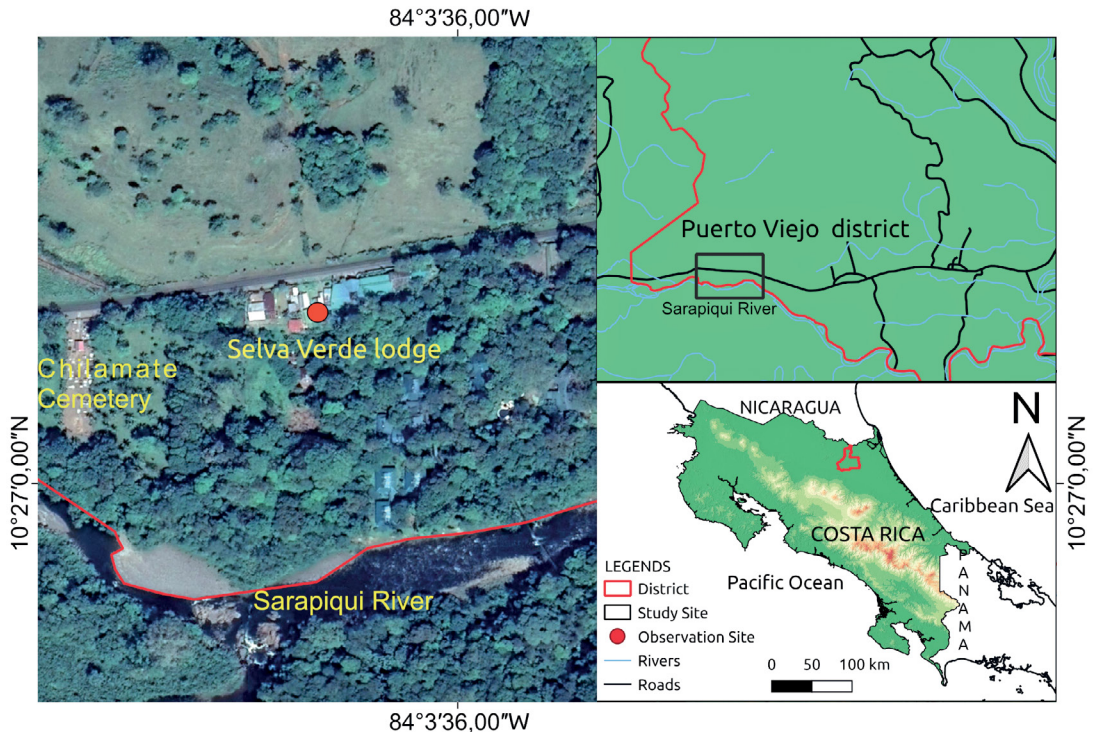 84°3′36,00″W
Puerto Viejo district
Sarapiqui River
Selva Verde lodge
Chilamate
Cemetery
Sarapiqui River
10°27′0,00″N
84°3′36,00″W
NICARAGUA
N
Caribbean Sea
COSTA RICA
PANAMA
Pacific Ocean
LEGENDS
District
Study Site
Observation Site
Rivers
Roads
0 50 100 km
10°27′0,00″N